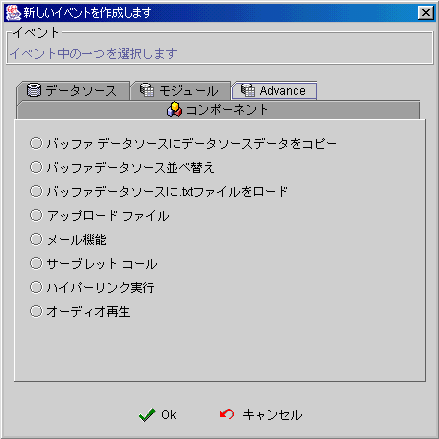 新しいイベントを作成します
イベント
イベント中の一つを選択します
データソース モジュール Advance
コンポーネント
バッファ データソースにデータソースデータをコピー
バッファデータソース並べ替え
バッファデータソースに.txtファイルをロード
アップロード ファイル
メール機能
サーブレット コール
ハイパーリンク実行
オーディオ再生
Ok キャンセル